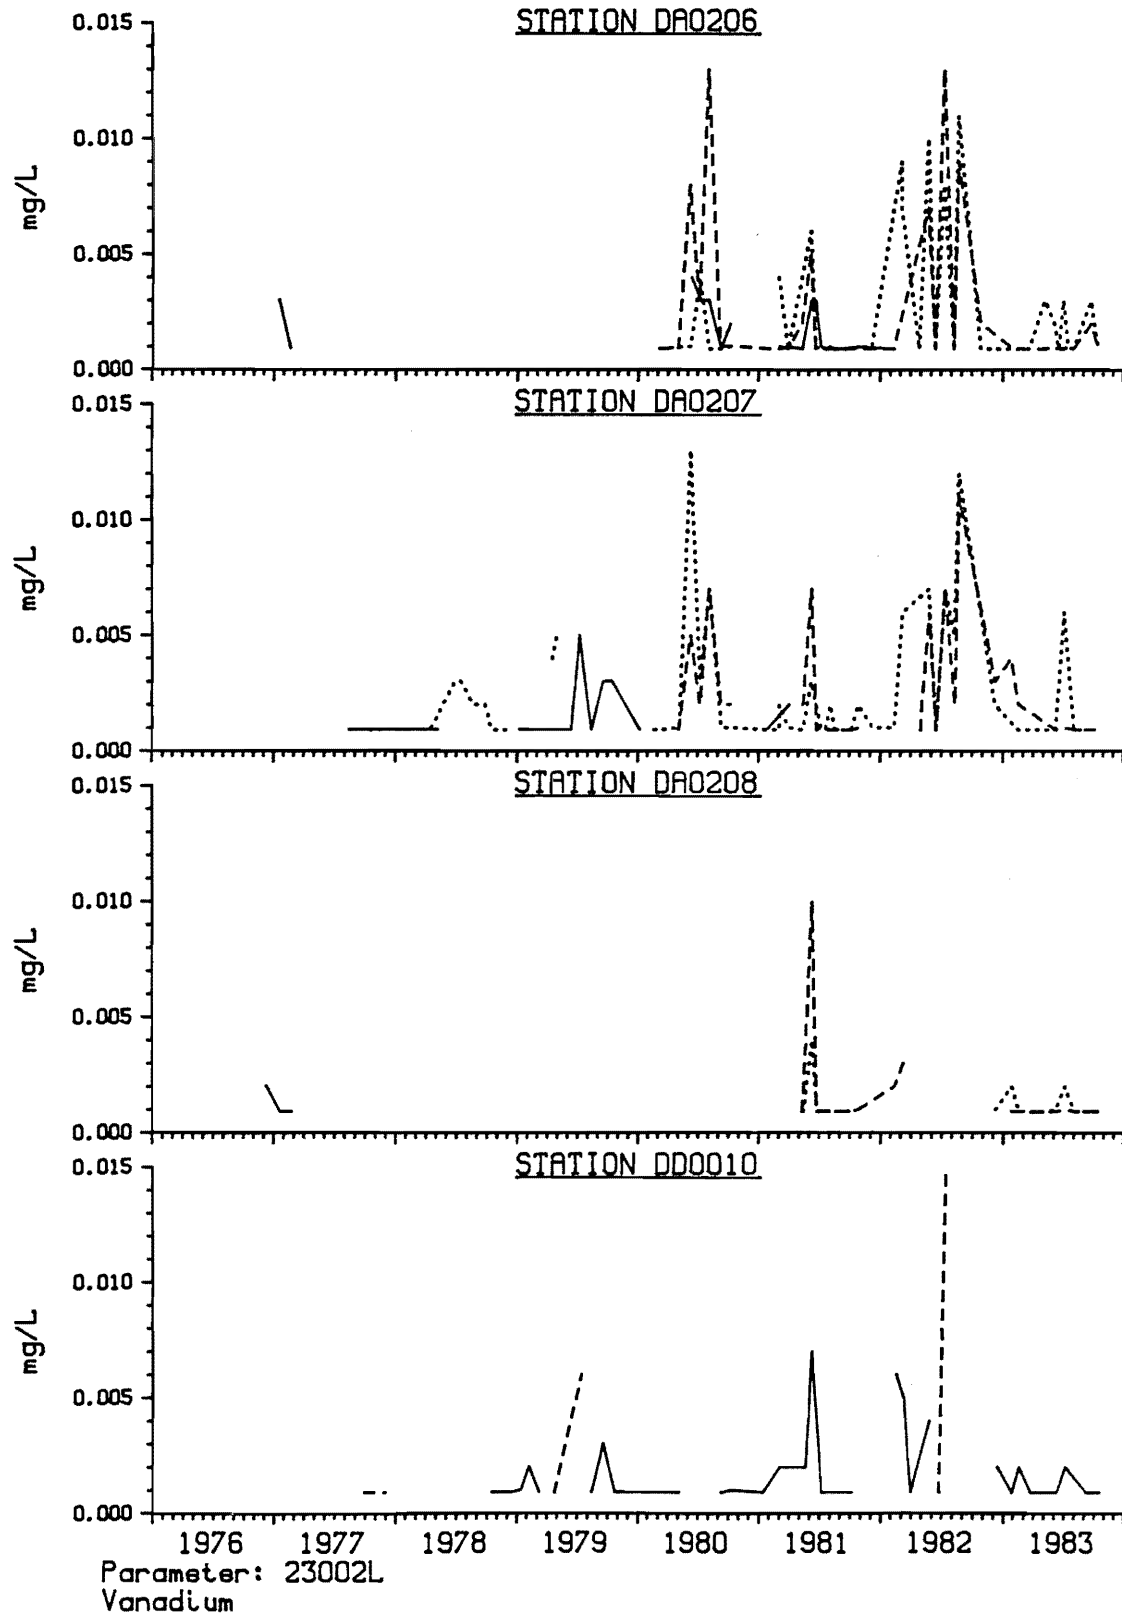 STATION DA0206
0.015
0.010
0.005
0.000
mg/L
STATION DA0207
0.015
0.010
0.005
0.000
mg/L
STATION DA0208
0.015
0.010
0.005
0.000
mg/L
STATION DD0010
0.015
0.010
0.005
0.000
mg/L
1976 1977 1978 1979 1980 1981 1982 1983
Parameter: 23002L
Vanadium